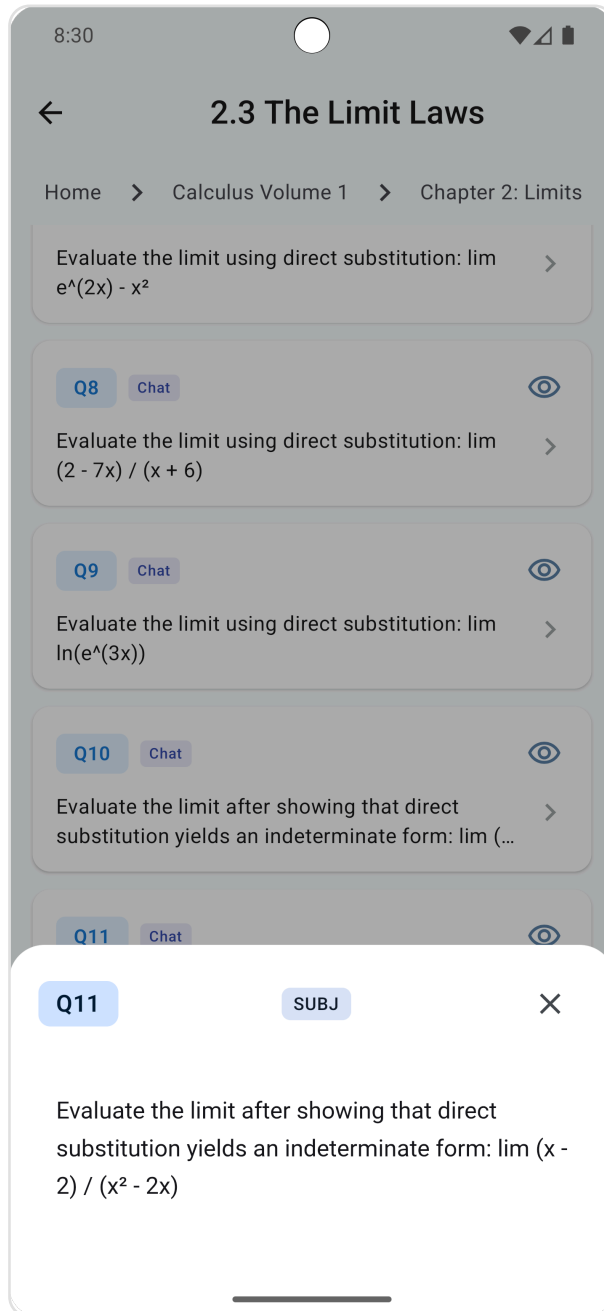 8:30
2.3 The Limit Laws
Home > Calculus Volume 1 > Chapter 2: Limits
Evaluate the limit using direct substitution: lim
e^(2x) - x²
Q8 Chat
Evaluate the limit using direct substitution: lim
(2 - 7x) / (x + 6)
Q9 Chat
Evaluate the limit using direct substitution: lim
ln(e^(3x))
Q10 Chat
Evaluate the limit after showing that direct
substitution yields an indeterminate form: lim (...
Q11 Chat
Q11 SUBJ
Evaluate the limit after showing that direct
substitution yields an indeterminate form: lim (x -
2) / (x² - 2x)